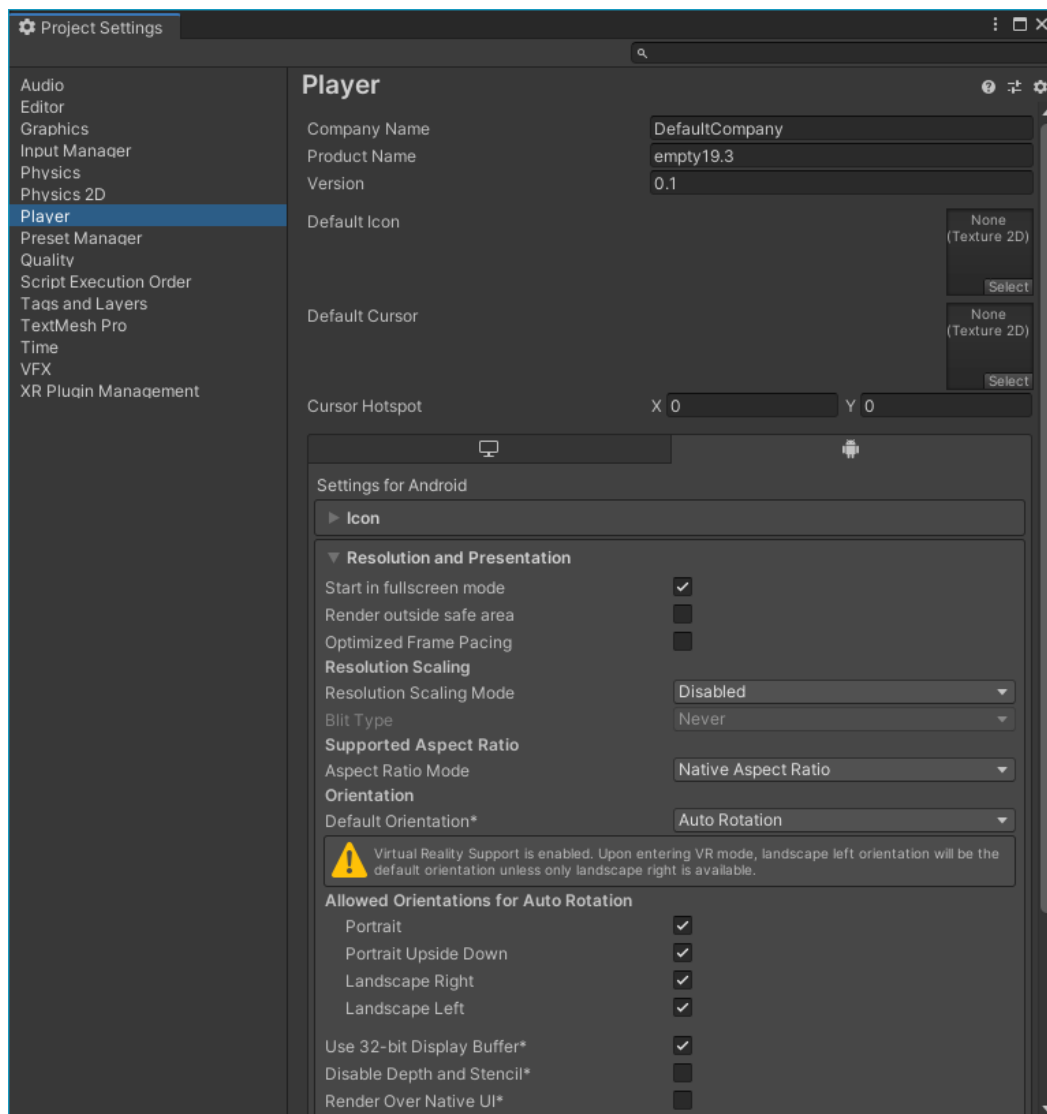 Project Settings
Audio
Editor
Graphics
Input Manager
Physics
Physics 2D
Player
Preset Manager
Quality
Script Execution Order
Tags and Layers
TextMesh Pro
Time
VFX
XR Plugin Management
Player
Company Name DefaultCompany
Product Name empty19.3
Version 0.1
Default Icon
None
(Texture 2D)
Select
Default Cursor
None
(Texture 2D)
Select
Cursor Hotspot X 0 Y 0
Settings for Android
Icon
Resolution and Presentation
Start in fullscreen mode
Render outside safe area
Optimized Frame Pacing
Resolution Scaling
Resolution Scaling Mode Disabled
Blit Type Never
Supported Aspect Ratio
Aspect Ratio Mode Native Aspect Ratio
Orientation
Default Orientation* Auto Rotation
Virtual Reality Support is enabled. Upon entering VR mode, landscape left orientation will be the
default orientation unless only landscape right is available.
Allowed Orientations for Auto Rotation
Portrait
Portrait Upside Down
Landscape Right
Landscape Left
Use 32-bit Display Buffer*
Disable Depth and Stencil*
Render Over Native UI*